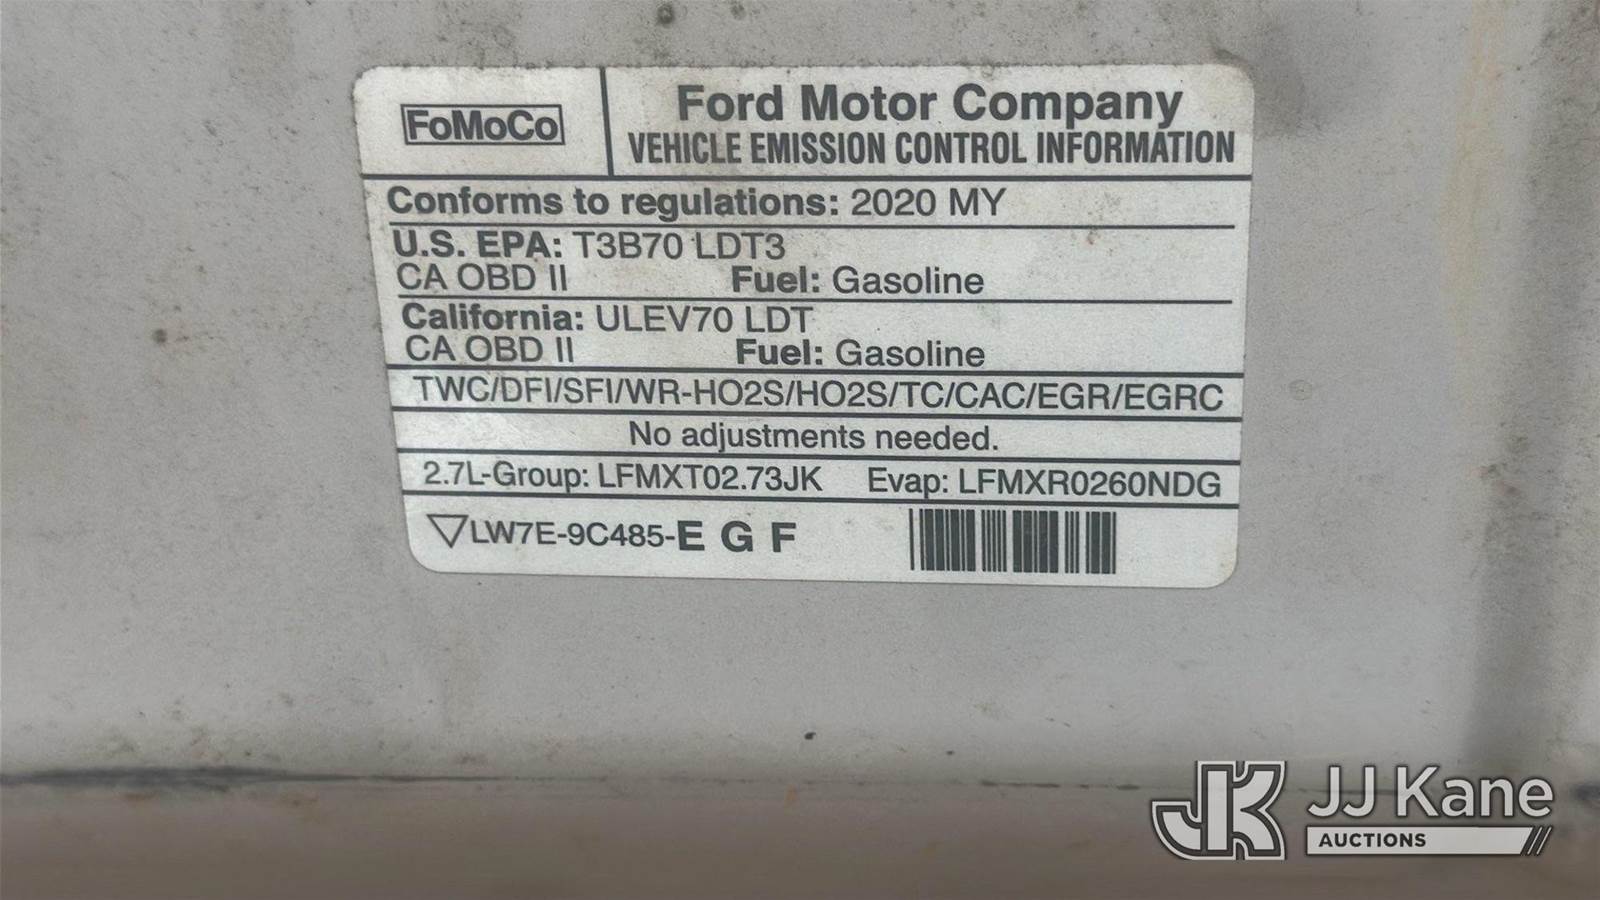 FoMoCo
Ford Motor Company
VEHICLE EMISSION CONTROL INFORMATION
Conforms to regulations: 2020 MY
U.S. EPA: T3B70 LDT3
CA OBD II Fuel: Gasoline
California: ULEV70 LDT
CA OBD II Fuel: Gasoline
TWC/DFI/SFI/WR-HO2S/HO2S/TC/CAC/EGR/EGRC
No adjustments needed.
2.7L-Group: LFMXT02.73JK Evap: LFMXR0260NDG
LW7E-9C485-E G F
JK JJ Kane
AUCTIONS